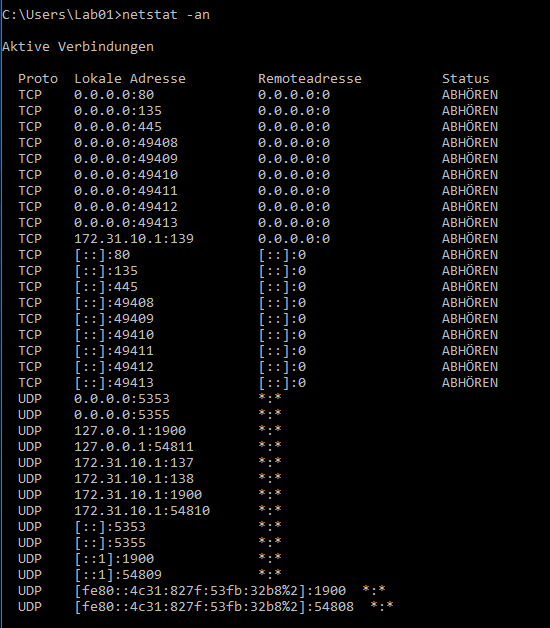 C:\Users\Lab01>netstat -an
Aktive Verbindungen
Proto Lokale Adresse Remoteadresse Status
TCP 0.0.0.0:80 0.0.0.0:0 ABHÖREN
TCP 0.0.0.0:135 0.0.0.0:0 ABHÖREN
TCP 0.0.0.0:445 0.0.0.0:0 ABHÖREN
TCP 0.0.0.0:49408 0.0.0.0:0 ABHÖREN
TCP 0.0.0.0:49409 0.0.0.0:0 ABHÖREN
TCP 0.0.0.0:49410 0.0.0.0:0 ABHÖREN
TCP 0.0.0.0:49411 0.0.0.0:0 ABHÖREN
TCP 0.0.0.0:49412 0.0.0.0:0 ABHÖREN
TCP 0.0.0.0:49413 0.0.0.0:0 ABHÖREN
TCP 172.31.10.1:139 0.0.0.0:0 ABHÖREN
TCP [::]:80 [::]:0 ABHÖREN
TCP [::]:135 [::]:0 ABHÖREN
TCP [::]:445 [::]:0 ABHÖREN
TCP [::]:49408 [::]:0 ABHÖREN
TCP [::]:49409 [::]:0 ABHÖREN
TCP [::]:49410 [::]:0 ABHÖREN
TCP [::]:49411 [::]:0 ABHÖREN
TCP [::]:49412 [::]:0 ABHÖREN
TCP [::]:49413 [::]:0 ABHÖREN
UDP 0.0.0.0:5353 *:*
UDP 0.0.0.0:5355 *:*
UDP 127.0.0.1:1900 *:*
UDP 127.0.0.1:54811 *:*
UDP 172.31.10.1:137 *:*
UDP 172.31.10.1:138 *:*
UDP 172.31.10.1:1900 *:*
UDP 172.31.10.1:54810 *:*
UDP [::]:5353 *:*
UDP [::]:5355 *:*
UDP [::1]:1900 *:*
UDP [::1]:54809 *:*
UDP [fe80::4c31:827f:53fb:32b8%2]:1900 *:*
UDP [fe80::4c31:827f:53fb:32b8%2]:54808 *:*